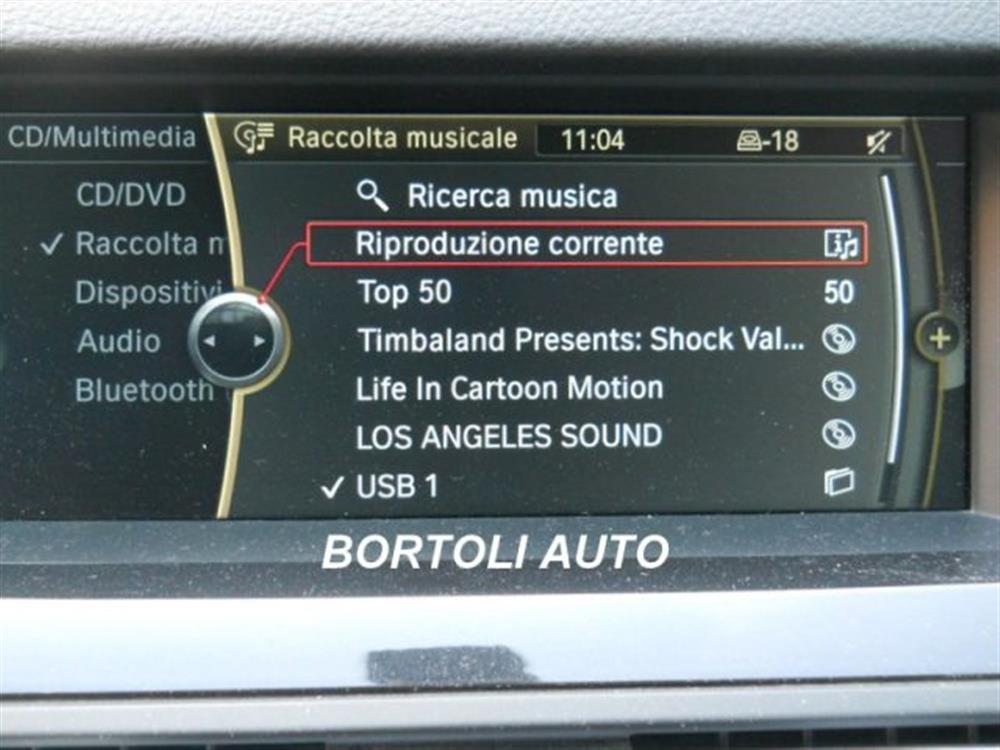 CD/Multimedia
Raccolta musicale 11:04 -18
CD/DVD
Raccolta m
Dispositivi
Audio
Bluetooth
Ricerca musica
Riproduzione corrente
Top 50 50
Timbaland Presents: Shock Val...
Life In Cartoon Motion
LOS ANGELES SOUND
USB 1
BORTOLI AUTO